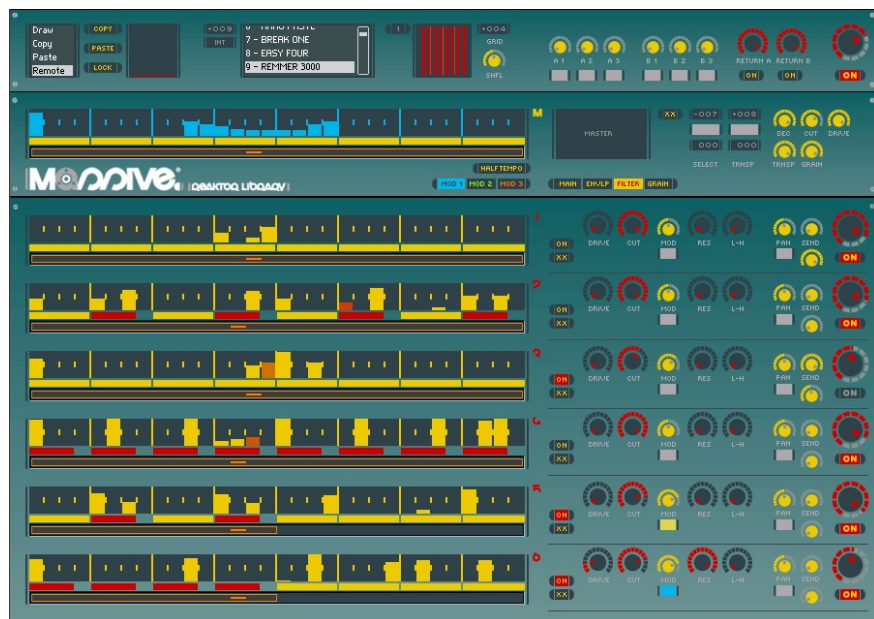 Draw
Copy
Paste
Remote
COPY
PASTE
LOCK
+009
INT
7 - BREAK ONE
8 - EASY FOUR
9 - REMMER 3000
1
+004
GRID
SHFL
A 1 A 2 A 3 B 1 B 2 B 3 RETURN A RETURN B
ON ON ON
M
MASTER
XX -007 +008
000 000
SELECT TRNSP
DEC CUT DRIVE
TRNSP GRAIN
HALFTEMPO
MOD 1 MOD 2 MOD 3
MAIN ENVLP FILTER GRAIN
MASSIVE
REAKTOR LIBRARY
1
ON
XX
DRIVE CUT MOD RES L-H PAN SEND
ON
2
ON
XX
DRIVE CUT MOD RES L-H PAN SEND
ON
3
ON
XX
DRIVE CUT MOD RES L-H PAN SEND
ON
4
ON
XX
DRIVE CUT MOD RES L-H PAN SEND
ON
5
ON
XX
DRIVE CUT MOD RES L-H PAN SEND
ON
6
ON
XX
DRIVE CUT MOD RES L-H PAN SEND
ON